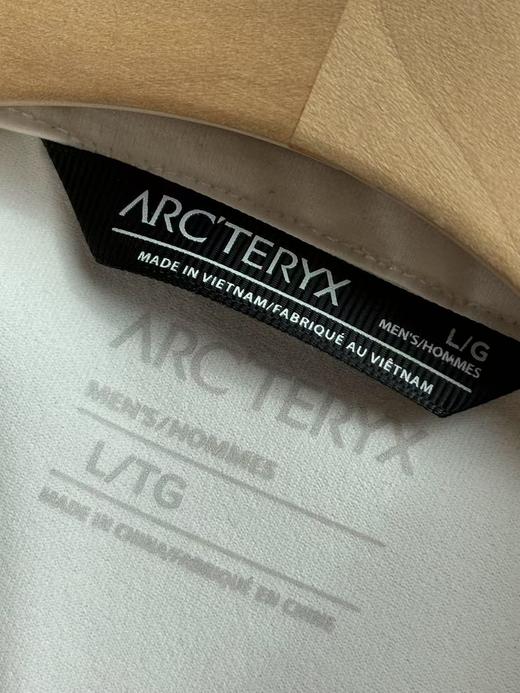 ARC'TERYX
L/G
MADE IN VIETNAM/FABRIQUÉ AU VIÊTNAM
MEN'S/HOMMES
ARC'TERYX
MEN'S/HOMMES
L/TG
MADE IN CHINA/FABRIQUÉ EN CHINE